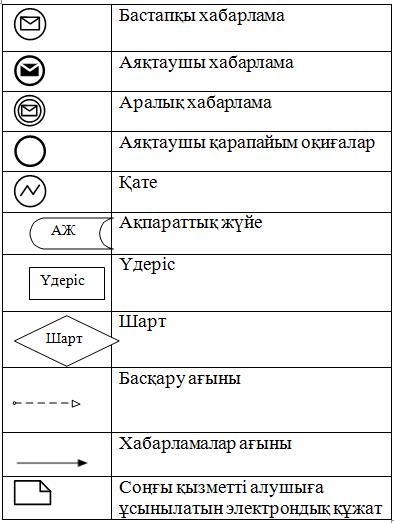 Бастапқы хабарлама
Аяқтаушы хабарлама
Аралық хабарлама
Аяқтаушы қарапайым оқиғалар
Қате
АЖ
Ақпараттық жүйе
Үдеріс
Үдеріс
Шарт
Шарт
Басқару ағыны
Хабарламалар ағыны
Соңғы қызметті алушыға
ұсынылатын электрондық құжат